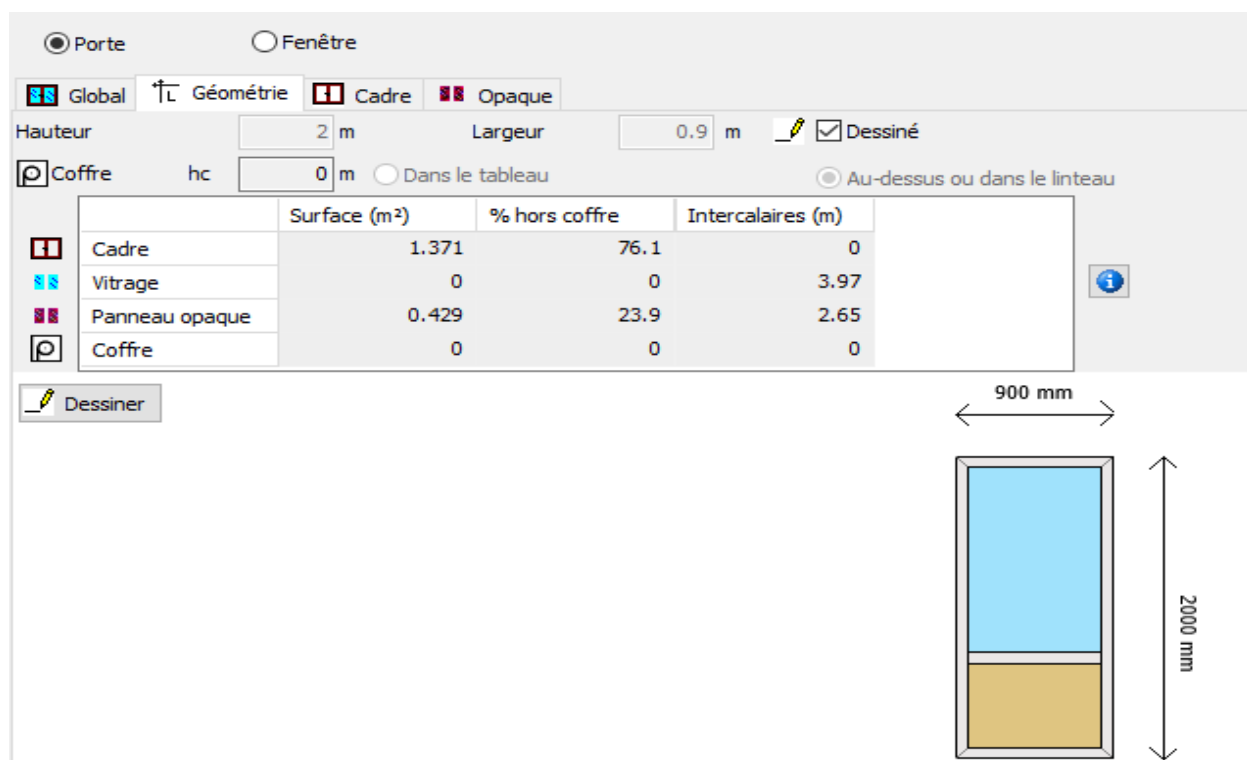 Porte Fenêtre
Global Géométrie Cadre Opaque
Hauteur 2 m Largeur 0.9 m Dessiné
Coffre hc 0 m Dans le tableau Au-dessus ou dans le linteau
Surface (m²) % hors coffre Intercalaires (m)
Cadre 1.371 76.1 0
Vitrage 0 0 3.97
Panneau opaque 0.429 23.9 2.65
Coffre 0 0 0
Dessiner
900 mm
2000 mm